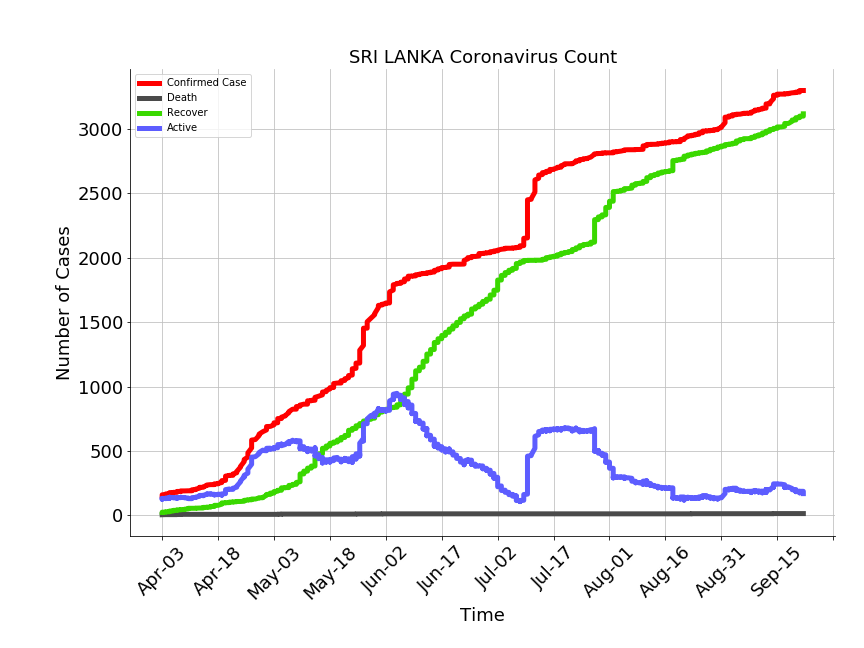 SRI LANKA Coronavirus Count
Confirmed Case
Death
Recover
Active
Number of Cases
3000
2500
2000
1500
1000
500
0
Apr-03
Apr-18
May-03
May-18
Jun-02
Jun-17
Jul-02
Jul-17
Aug-01
Aug-16
Aug-31
Sep-15
Time